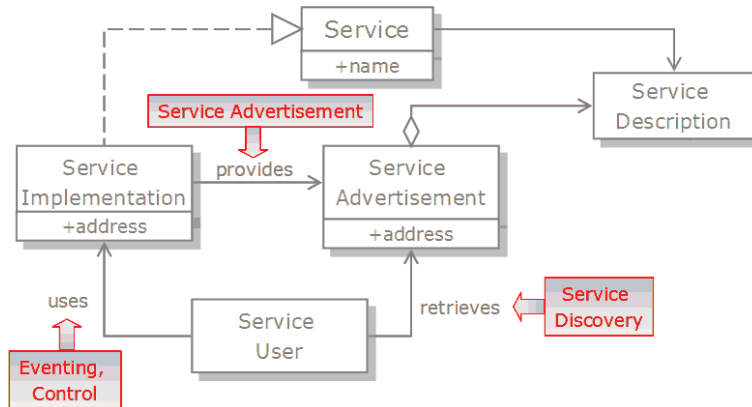 Service
+name
Service
Description
Service Advertisement
Service
Implementation
+address
provides
Service
Advertisement
+address
uses
Service
User
retrieves
Service
Discovery
Eventing,
Control